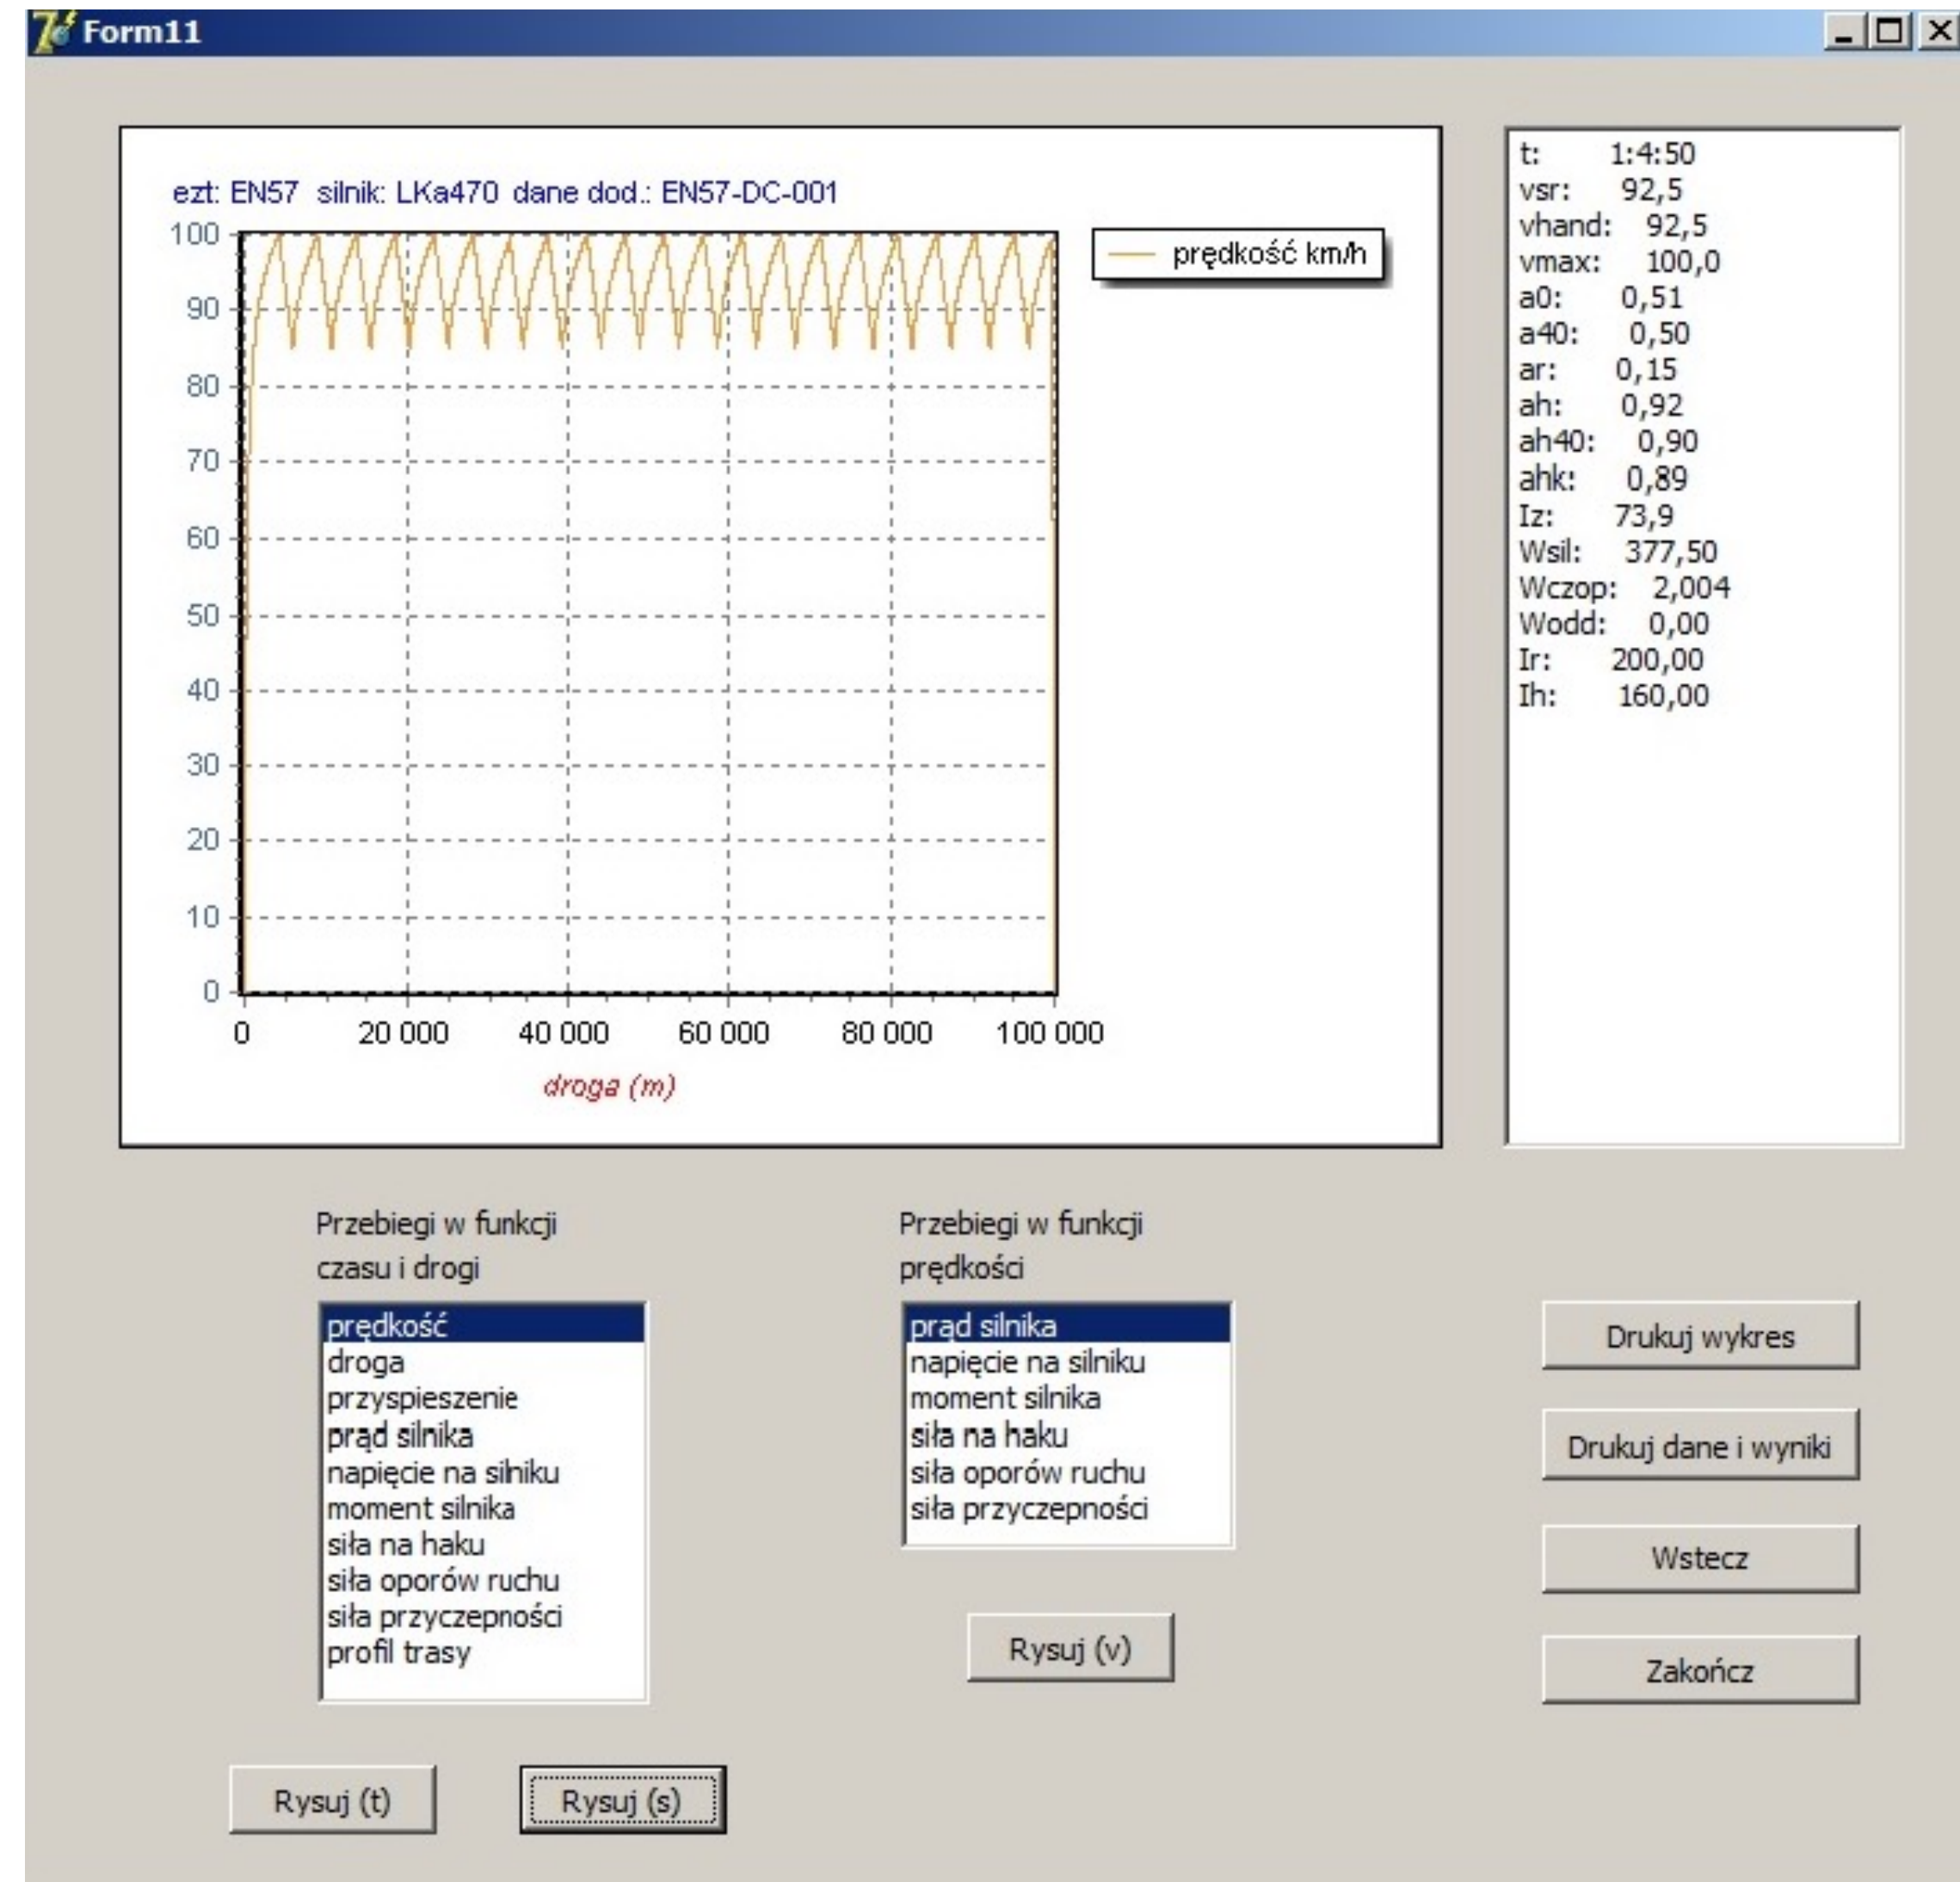 Form11
ezt: EN57 silnik: LKa470 dane dod.: EN57-DC-001
100
90
80
70
60
50
40
30
20
10
0
0 20 000 40 000 60 000 80 000 100 000
droga (m)
prędkość km/h
t: 1:4:50
vsr: 92,5
vhand: 92,5
vmax: 100,0
a0: 0,51
a40: 0,50
ar: 0,15
ah: 0,92
ah40: 0,90
ahk: 0,89
Iz: 73,9
Wsil: 377,50
Wczop: 2,004
Wodd: 0,00
Ir: 200,00
Ih: 160,00
Przebiegi w funkcji
czasu i drogi
prędkość
droga
przyspieszenie
prąd silnika
napięcie na silniku
moment silnika
siła na haku
siła oporów ruchu
siła przyczepności
profil trasy
Rysuj (t)
Rysuj (s)
Przebiegi w funkcji
prędkości
prąd silnika
napięcie na silniku
moment silnika
siła na haku
siła oporów ruchu
siła przyczepności
Rysuj (v)
Drukuj wykres
Drukuj dane i wyniki
Wstecz
Zakończ